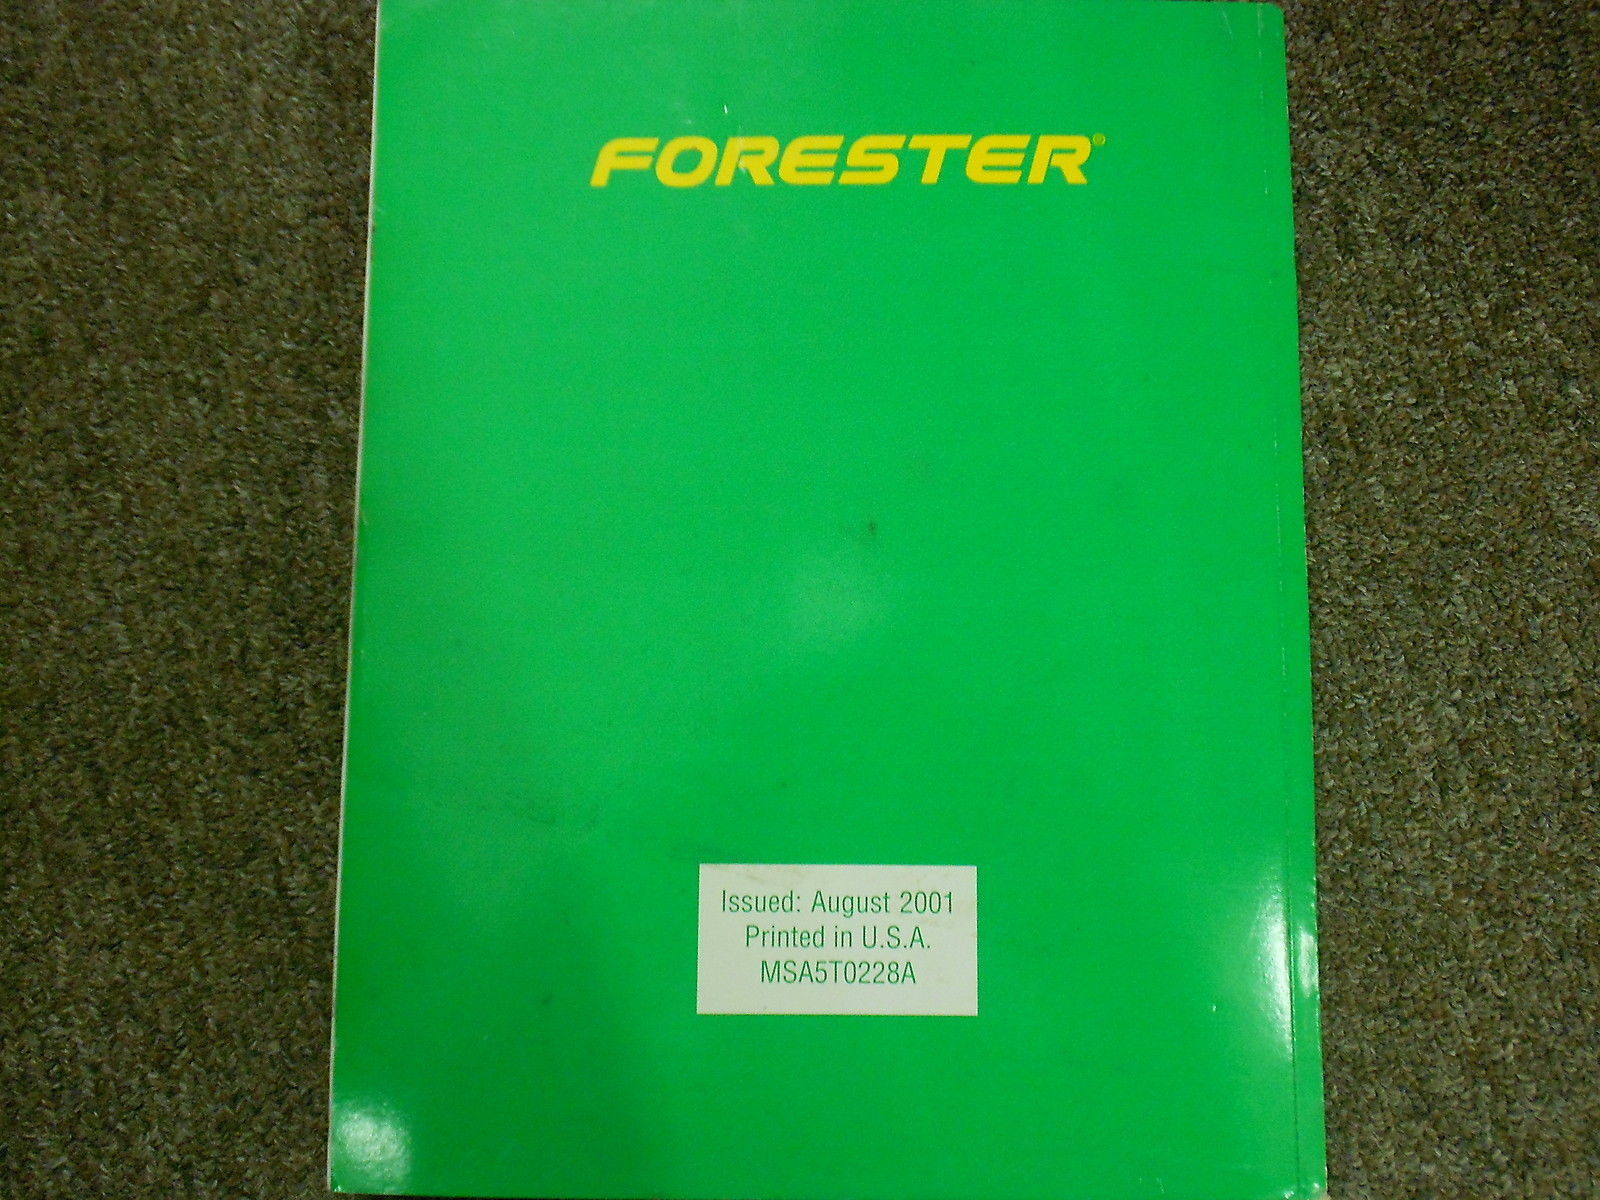 FORESTER®
Issued: August 2001
Printed in U.S.A.
MSA5T0228A